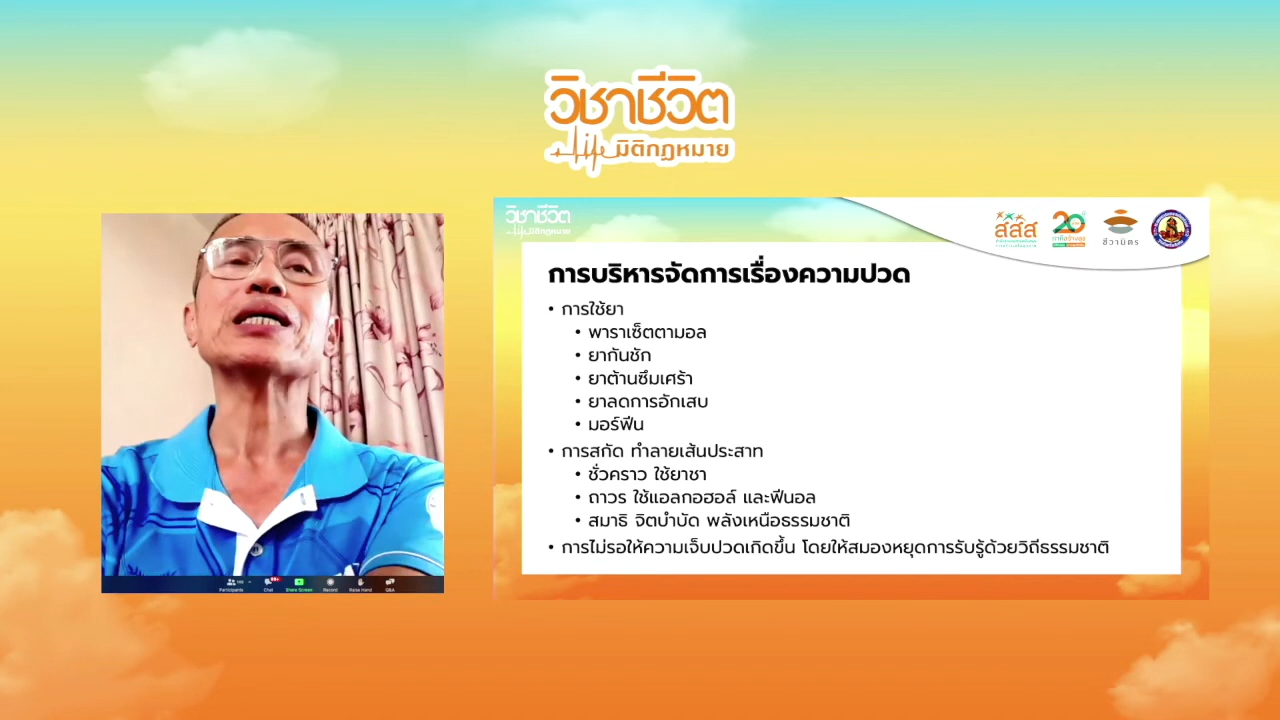 วิชาชีวิต
Life มิติกฎหมาย
วิชาชีวิต
Life มิติกฎหมาย
สสส
20
ชีวามิตร
การบริหารจัดการเรื่องความปวด
• การใช้ยา
• พาราเซ็ตตามอล
• ยากันชัก
• ยาต้านซึมเศร้า
• ยาลดการอักเสบ
• มอร์ฟีน
• การสกัด ทำลายเส้นประสาท
• ชั่วคราว ใช้ยาชา
• ถาวร ใช้แอลกอฮอล์ และฟีนอล
• สมาธิ จิตบำบัด พลังเหนือธรรมชาติ
• การไม่รอให้ความเจ็บปวดเกิดขึ้น โดยให้สมองหยุดการรับรู้ด้วยวิถีธรรมชาติ
Participants Chat Share Screen Record Raise Hand Q&A